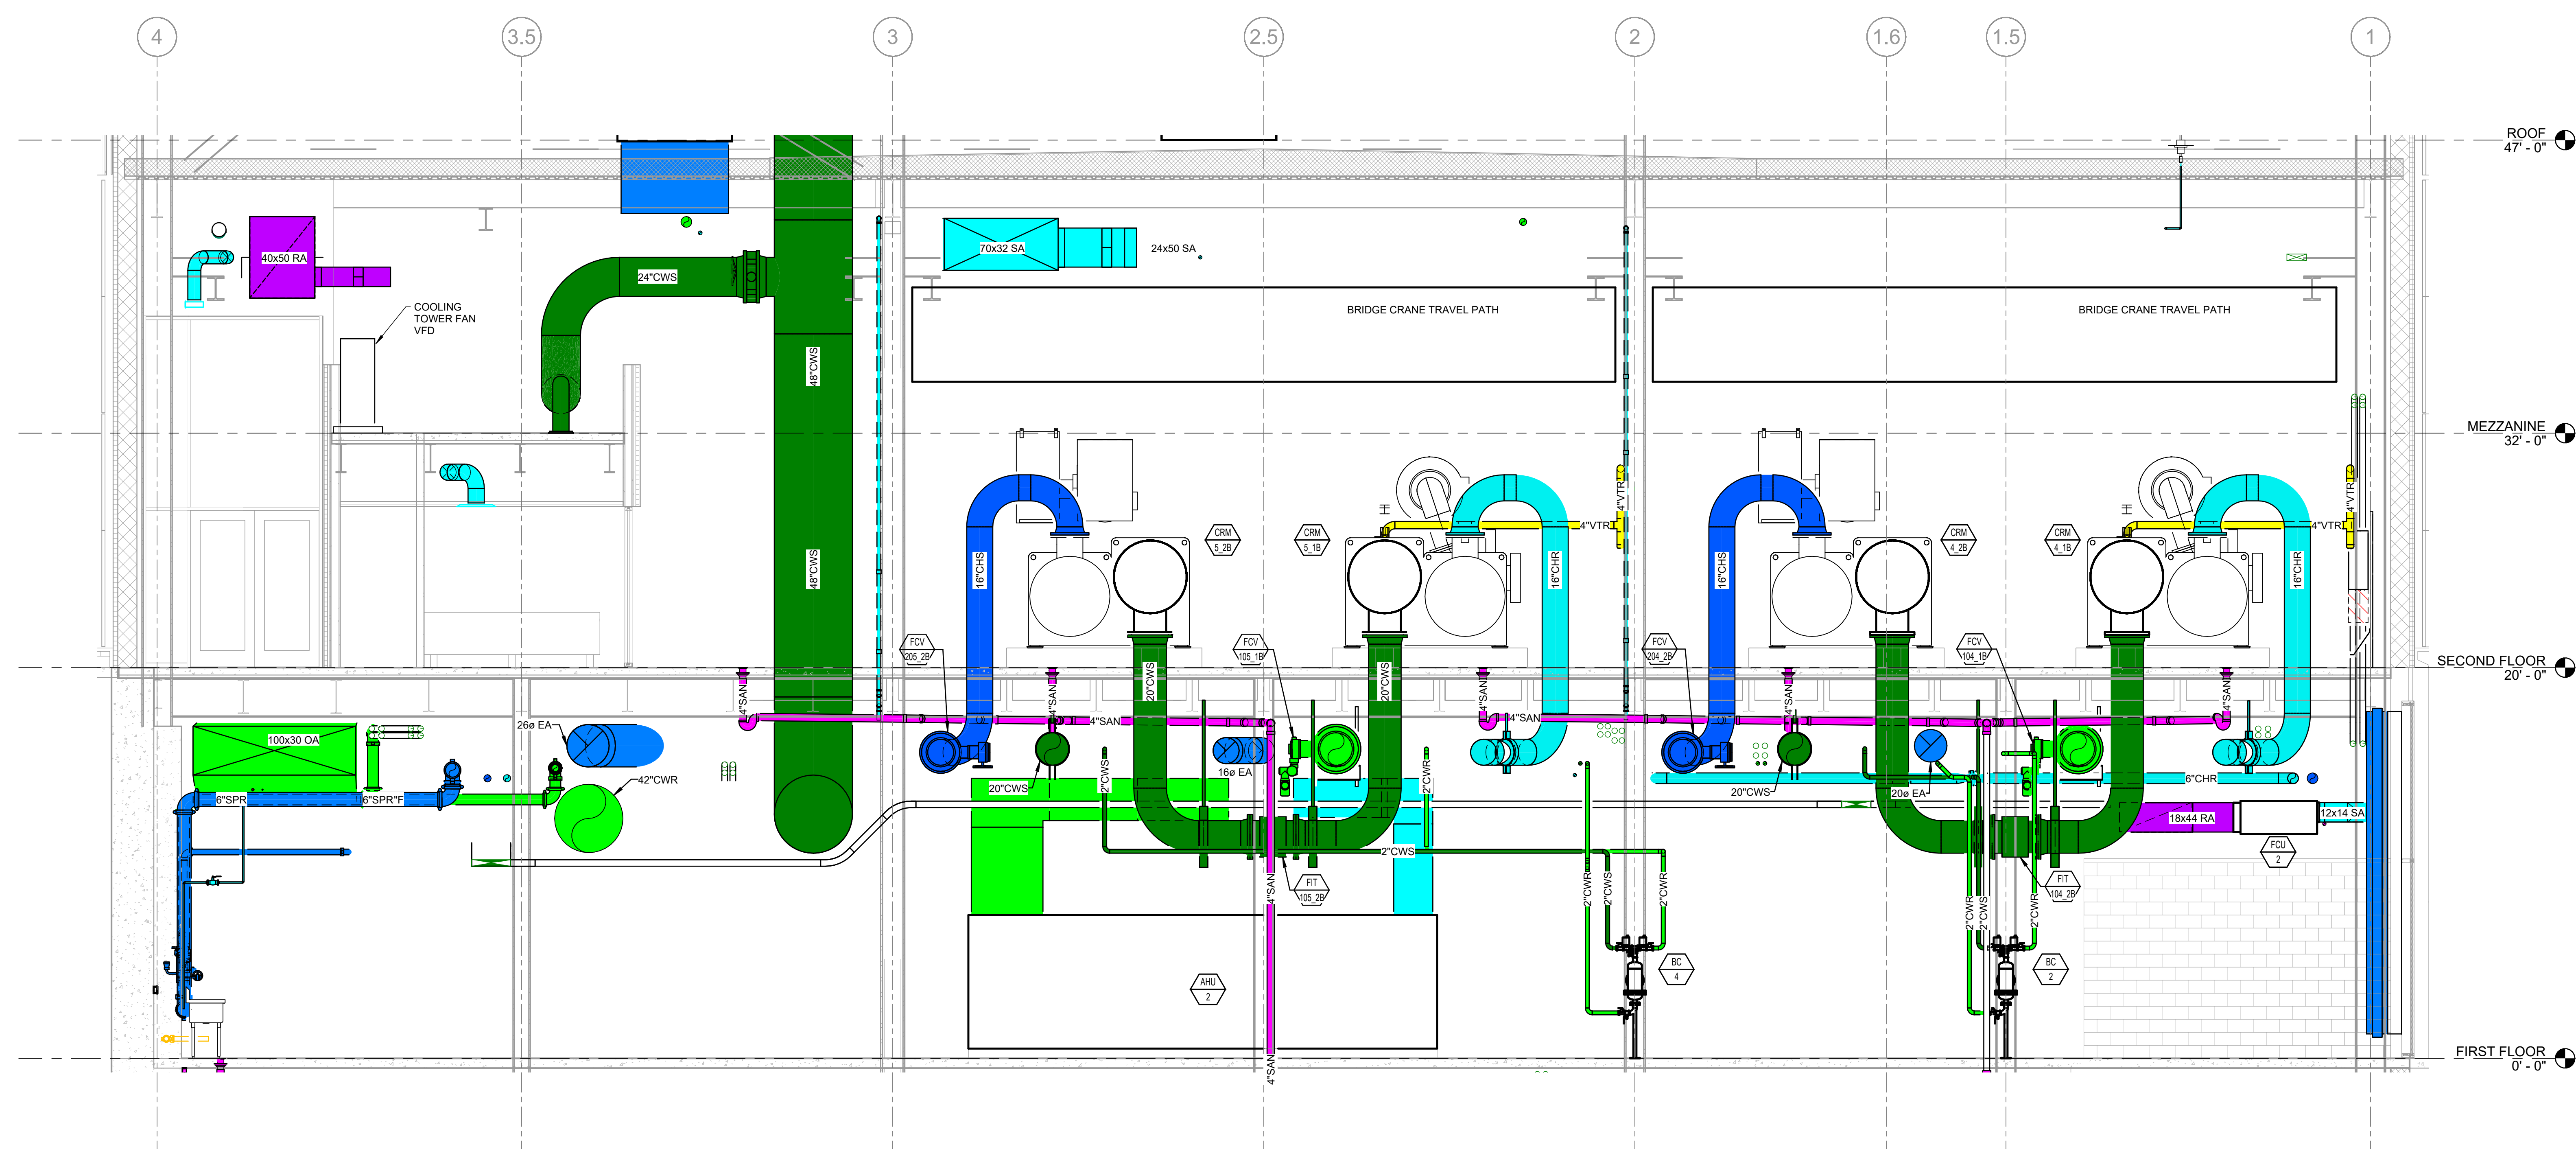 4
3.5
3
2.5
2
1.6
1.5
1
ROOF
47' - 0"
40x50 RA
70x32 SA
24x50 SA
24"CWS
COOLING
TOWER FAN
VFD
BRIDGE CRANE TRAVEL PATH
BRIDGE CRANE TRAVEL PATH
48"CWS
MEZZANINE
32' - 0"
4"VTR
4"VTR
4"VTR
4"VTR
CRM
5_2B
CRM
5_1B
CRM
4_2B
CRM
4_1B
48"CWS
16"CHS
16"CHR
16"CHS
16"CHR
FCV
205_2B
FCV
105_1B
FCV
204_2B
FCV
104_1B
SECOND FLOOR
20' - 0"
20"CWS
20"CWS
4"SAN
4"SAN
4"SAN
4"SAN
4"SAN
4"SAN
4"SAN
26ø EA
100x30 OA
16ø EA
42"CWR
20"CWS
2"CWS
2"CWR
20"CWS
20ø EA
6"CHR
6"SPR
6"SPR"F
18x44 RA
12x14 SA
2"CWS
FCU
2
FIT
105_2B
FIT
104_2B
4"SAN
2"CWR
2"CWS
2"CWR
2"CWR
2"CWS
2"CWR
BC
4
BC
2
AHU
2
FIRST FLOOR
0' - 0"
4"SAN